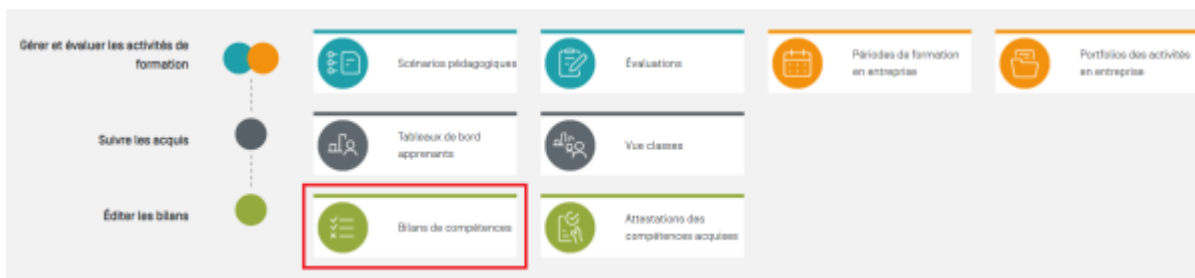 Gérer et évaluer les activités de
formation
Scénarios pédagogiques
Évaluations
Périodes de formation
en entreprise
Portfolios des activités
en entreprise
Suivre les acquis
Tableaux de bord
apprenants
Vue classes
Éditer les bilans
Bilans de compétences
Attestations des
compétences acquises